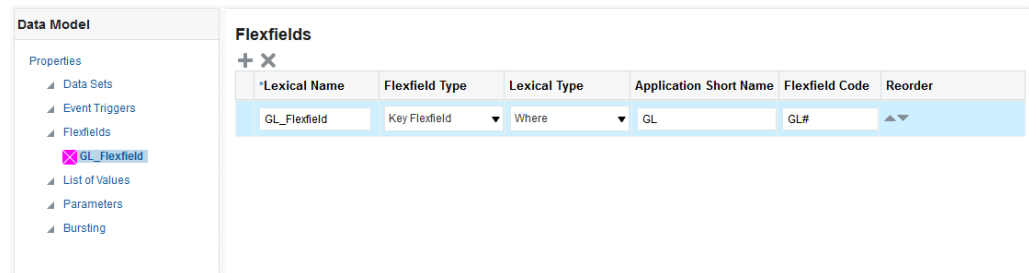 Data Model
Properties
Data Sets
Event Triggers
Flexfields
GL_Flexfield
List of Values
Parameters
Bursting
Flexfields
*Lexical Name Flexfield Type Lexical Type Application Short Name Flexfield Code Reorder
GL_Flexfield Key Flexfield Where GL GL#